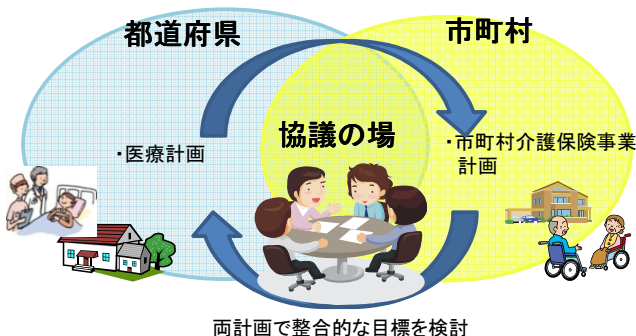 都道府県
市町村
協議の場
・医療計画
・市町村介護保険事業
計画
両計画で整合的な目標を検討